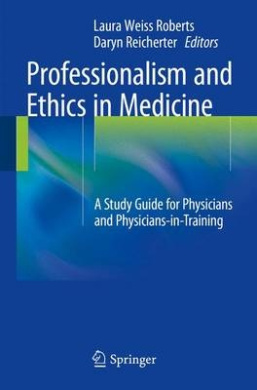 Laura Weiss Roberts
Daryn Reicherter Editors
Professionalism and
Ethics in Medicine
A Study Guide for Physicians
and Physicians-in-Training
Springer